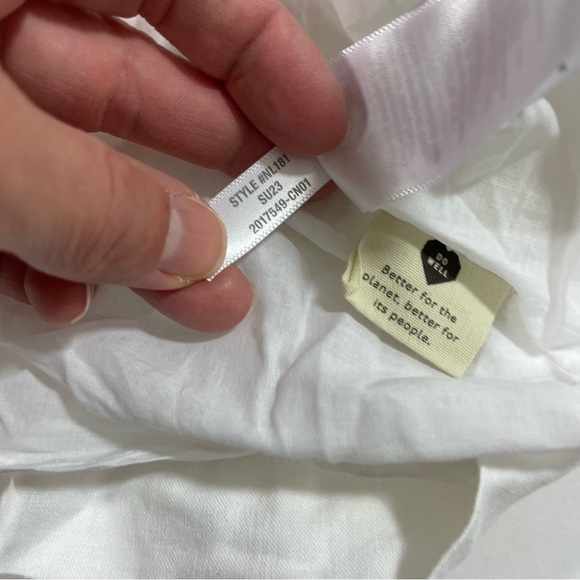 STYLE #NL181
SU23
2017549-CN01
DO
WELL
Better for the
planet, better for
its people.